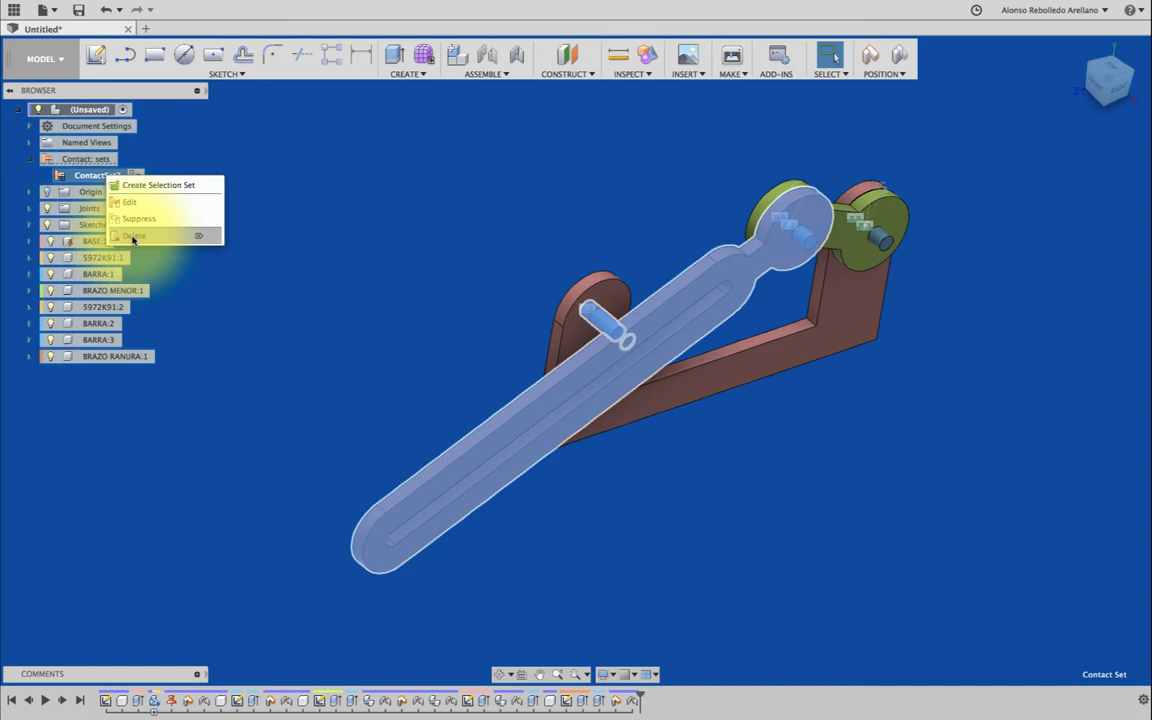 Alonso Rebolledo Arellano
Untitled*
MODEL
SKETCH
CREATE
ASSEMBLE
CONSTRUCT
INSPECT
INSERT
MAKE
ADD-INS
SELECT
POSITION
BROWSER
(Unsaved)
Document Settings
Named Views
Contact: sets
Create Selection Set
Origin
Edit
Joints
Suppress
Delete
5972K91:1
BARRA:1
BRAZO MENOR:1
5972K91:2
BARRA:2
BARRA:3
BRAZO RANURA:1
COMMENTS
Contact Set